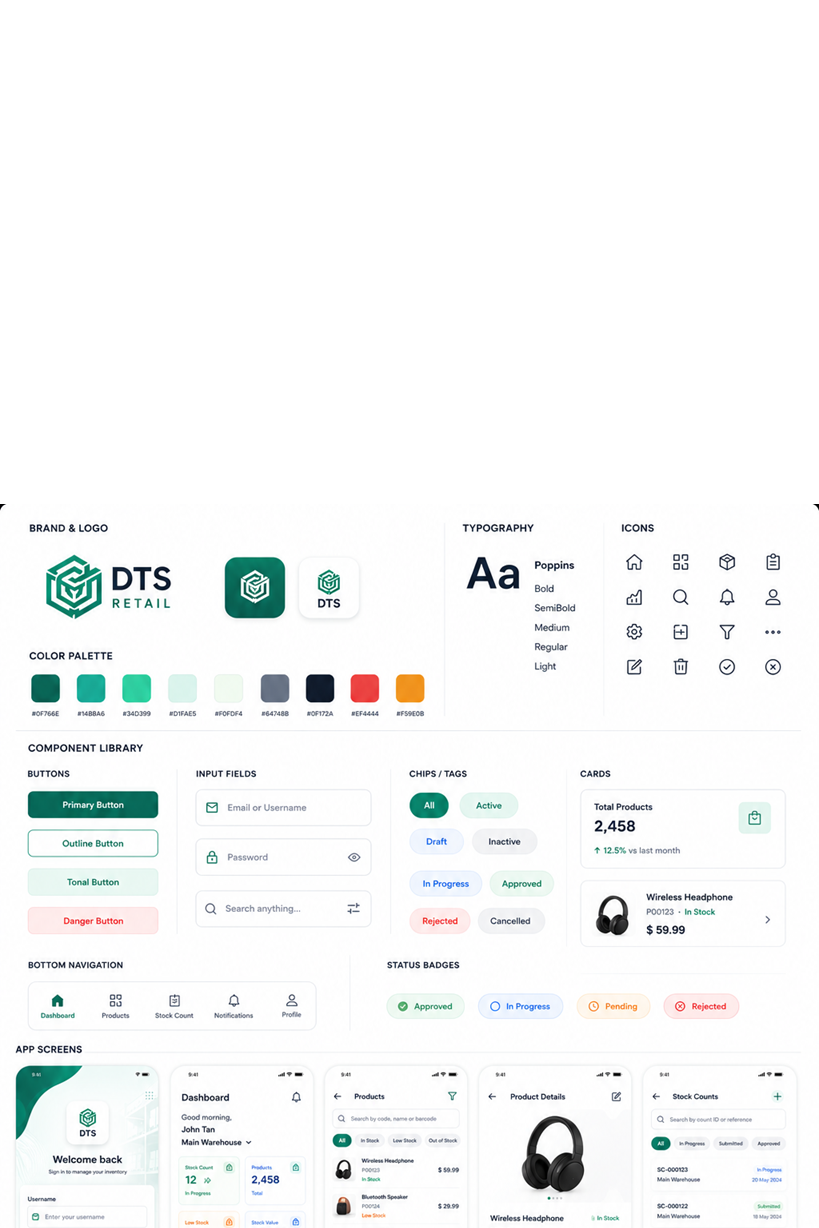 BRAND & LOGO
DTS
RETAIL
DTS
COLOR PALETTE
#0F766E
#14BBA6
#34D399
#D1FAE5
#F0FDF4
#64748B
#0F172A
#EF4444
#F59E0B
TYPOGRAPHY
Aa
Poppins
Bold
SemiBold
Medium
Regular
Light
ICONS
COMPONENT LIBRARY
BUTTONS
Primary Button
Outline Button
Tonal Button
Danger Button
INPUT FIELDS
Email or Username
Password
Search anything...
CHIPS / TAGS
All
Active
Draft
Inactive
In Progress
Approved
Rejected
Cancelled
CARDS
Total Products
2,458
↑ 12.5% vs last month
Wireless Headphone
P00123 • In Stock
$ 59.99
BOTTOM NAVIGATION
Dashboard
Products
Stock Count
Notifications
Profile
STATUS BADGES
Approved
In Progress
Pending
Rejected
APP SCREENS
9:41
DTS
Welcome back
Sign in to manage your inventory
Username
Enter your username
9:41
Dashboard
Good morning,
John Tan
Main Warehouse
Stock Count
12
In Progress
Products
2,458
Total
Low Stock
Stock Value
9:41
Products
Search by code, name or barcode
All
In Stock
Low Stock
Out of Stock
Wireless Headphone
P00123
In Stock
$ 59.99
Bluetooth Speaker
P00124
Low Stock
$ 29.99
9:41
Product Details
Wireless Headphone
In Stock
9:41
Stock Counts
Search by count ID or reference
All
In Progress
Submitted
Approved
SC-000123
In Progress
Main Warehouse
20 May 2024
SC-000122
Submitted
Main Warehouse
18 May 2024